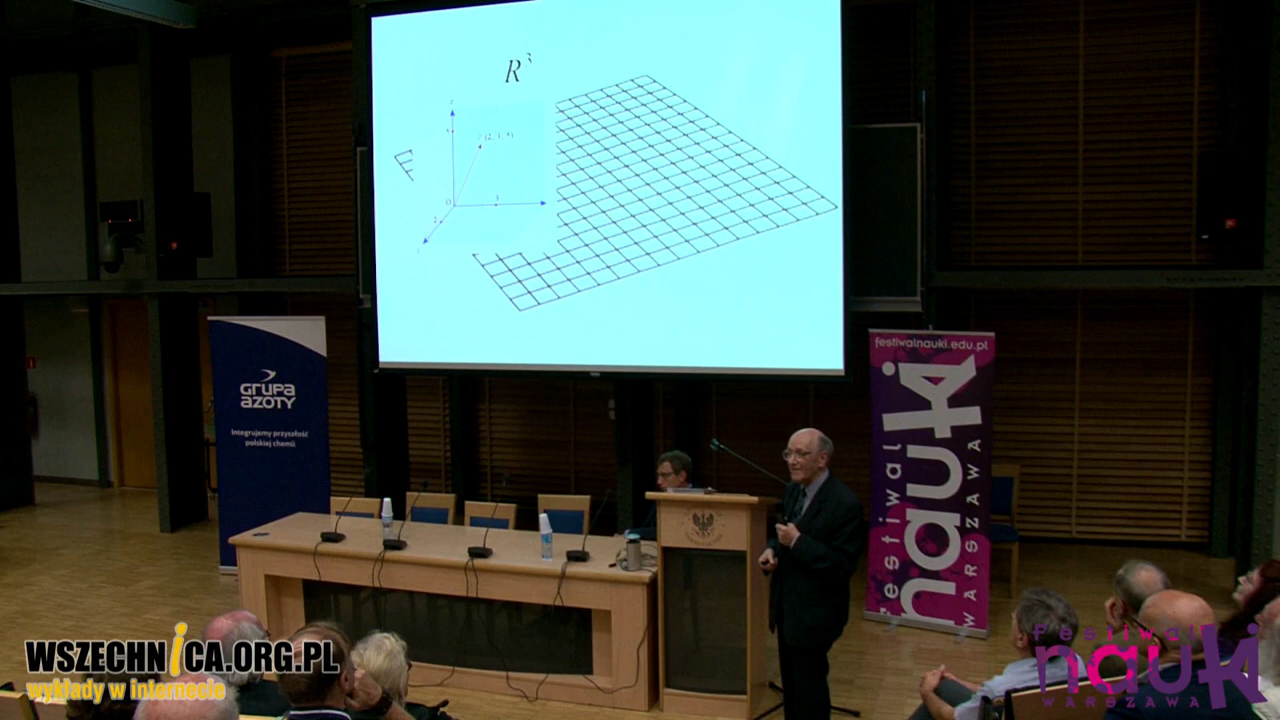 R³
festiwalnauki.edu.pl
festiwal
nauki
WARSZAWA
GRUPA
AZOTY
Integrujemy przyszłość
polskiej chemii
WSZECHNICA.ORG.PL
wykłady w internecie
festiwal
nauki
WARSZAWA